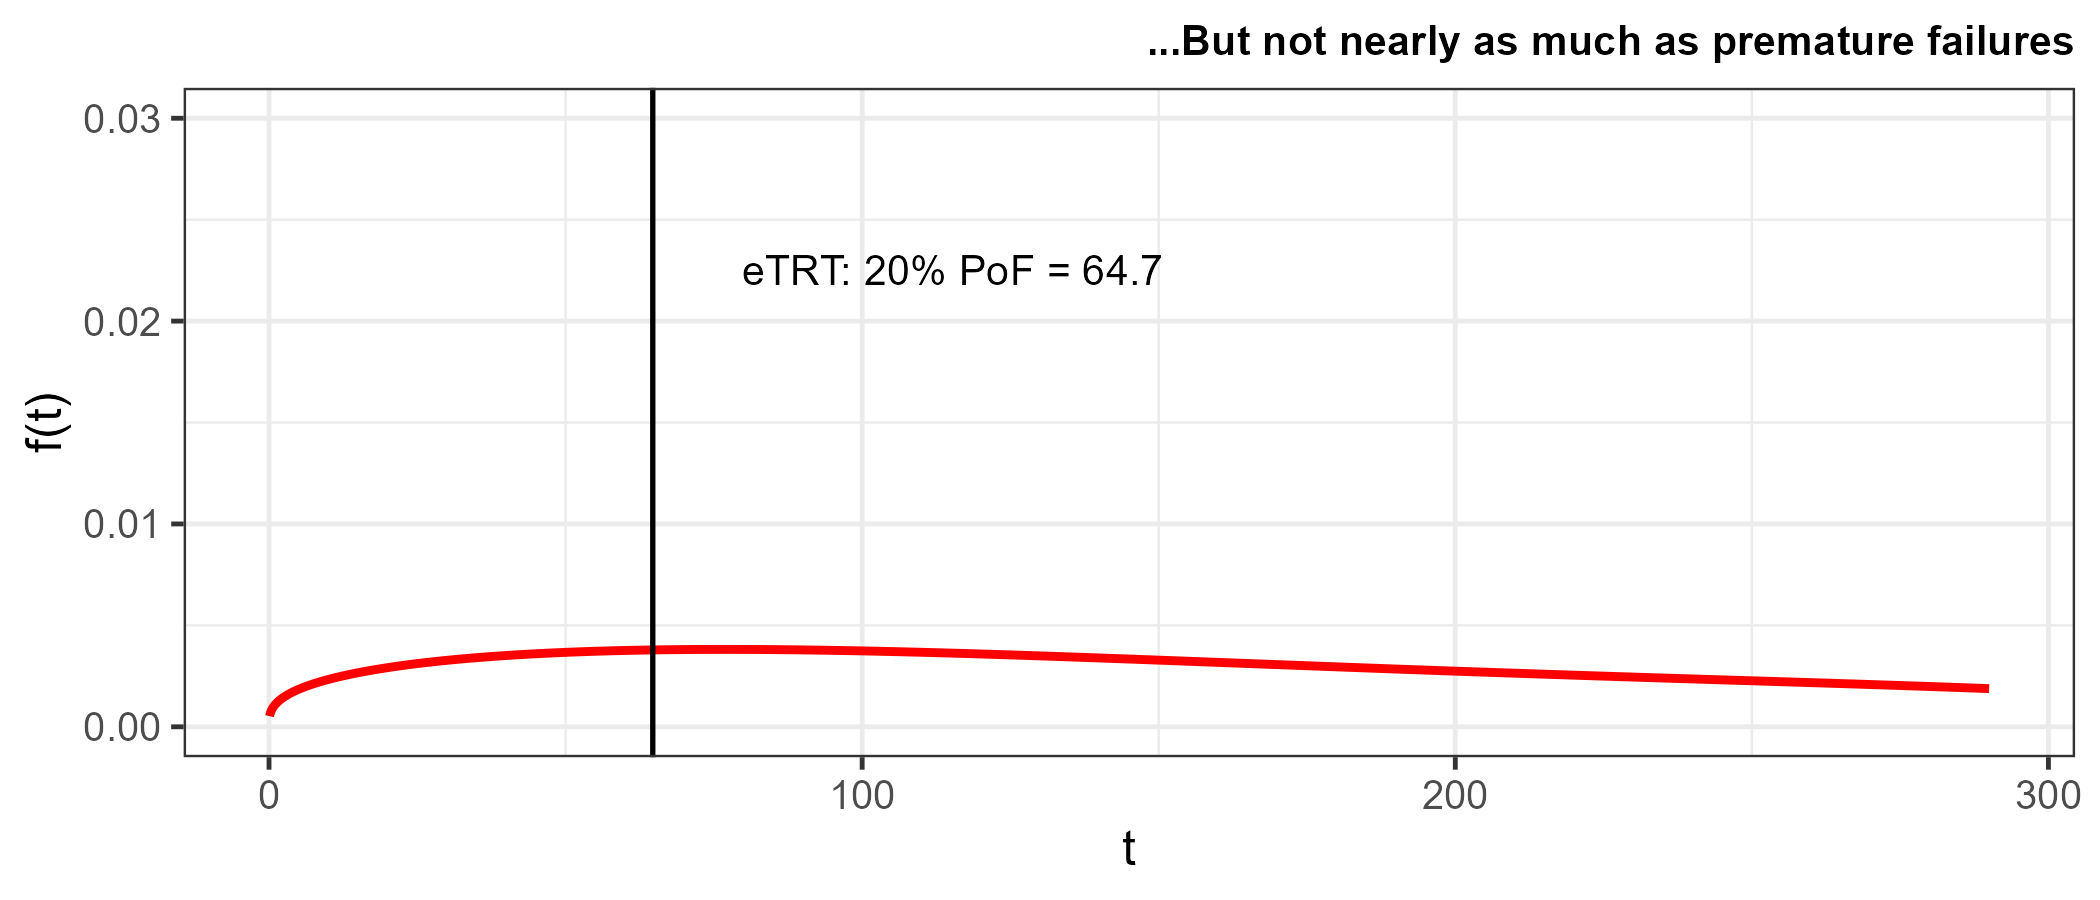 ...But not nearly as much as premature failures
0.03
eTRT: 20% PoF = 64.7
0.02
f(t)
0.01
0.00
0 100 200 300
t